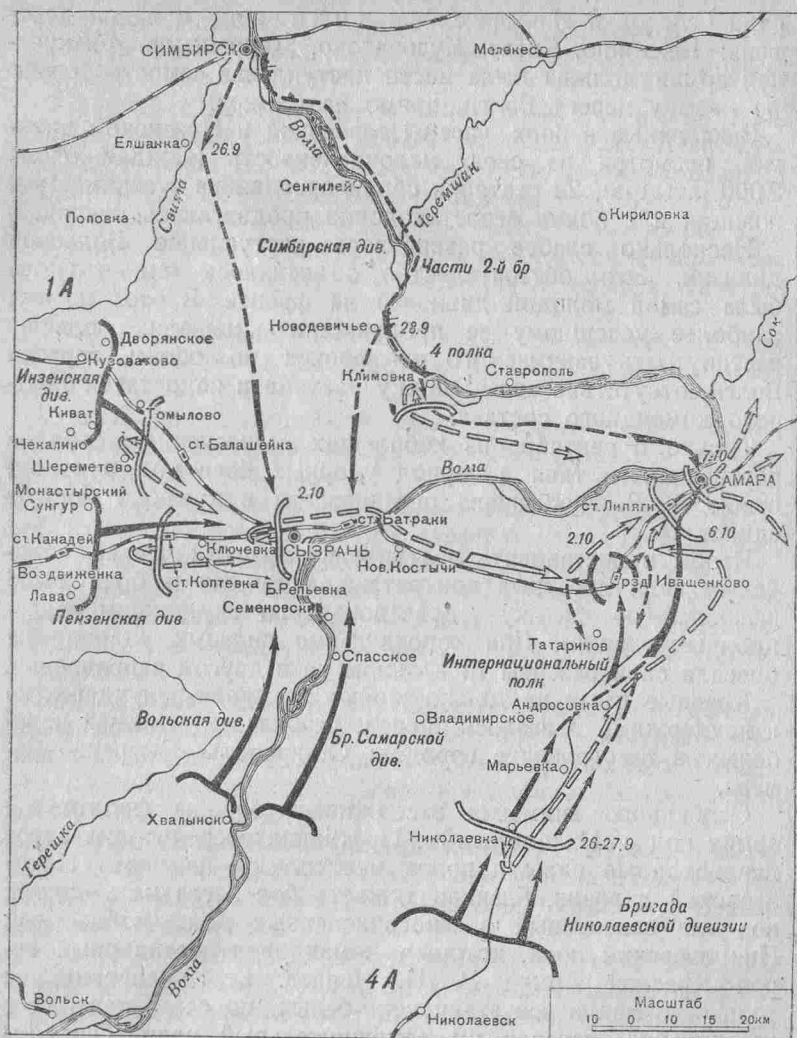 СИМБИРСК
Мелекес
Елшанка
26.9
Волга
Сенгилей
Черемшан
Свияга
Поповка
Кириловка
Симбирская див.
Части 2-й бр
1А
Сок
Новодевичье
28.9
Дворянское
Кузоватово
4 полка
Инзенская
див.
Климовка
Ставрополь
Киват
Томылово
Чекалино
ст. Балашейка
Шереметево
Волга
7.10
САМАРА
Монастырский
Сунгур
2.10
ст. Липяги
ст. Батраки
2.10
6.10
ст. Канадей
Ключевка
СЫЗРАНЬ
Нов. Костычи
Воздвиженка
ст. Коптевка
рзд.
Иващенково
Лава
Б. Репьевка
Пензенская див
Семеновский
Татаринов
Спасское
Интернациональный
полк
Вольская див.
Андросовка
Владимирское
Бр. Самарской
див.
Марьевка
Хвалынск
Терешка
Николаевка
26-27.9
Бригада
Николаевской дивизии
Волга
4А
Вольск
Николаевск
Масштаб
10 0 10 15 20км